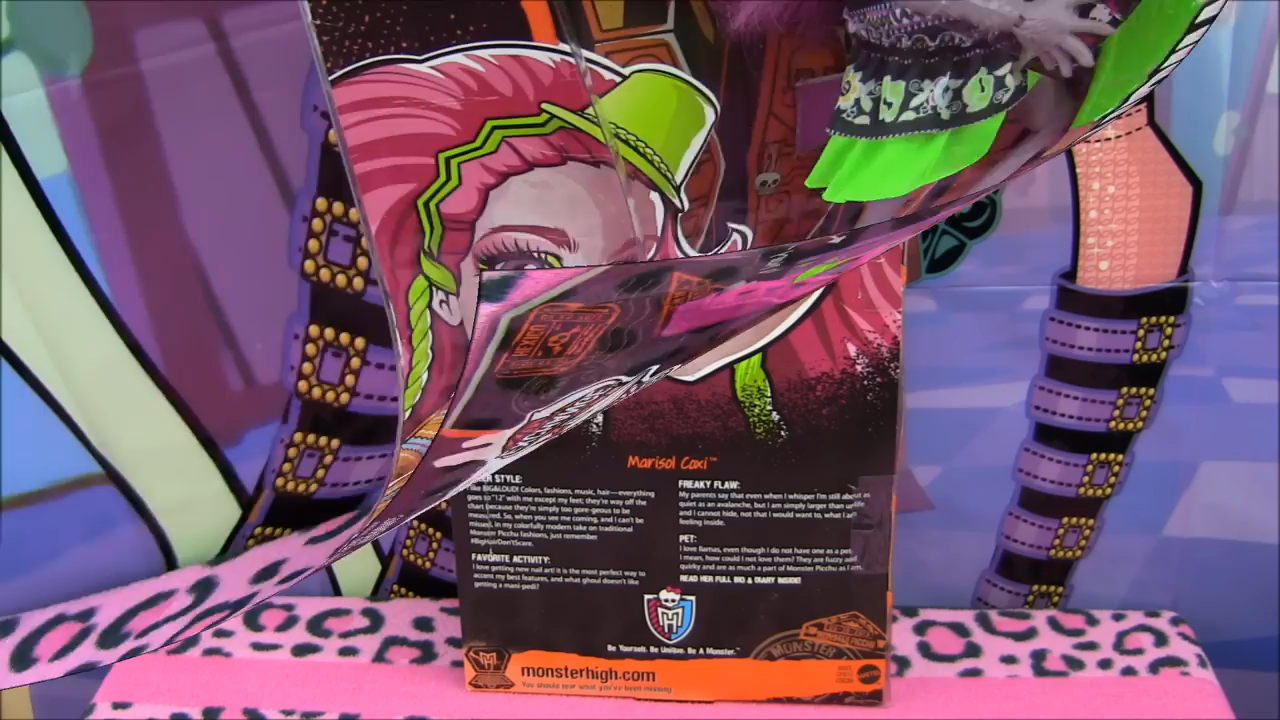 HEXICO
Marisol Coxi™
STYLE:
like BIG&LOUD! Colors, fashions, music, hair—everything
goes to "12" with me except my feet; they're way off the
chart because they're simply too gore-geous to be
measured. So, when you see me coming, and I can't be
missed, in my colorfully modern take on traditional
Monster Picchu fashions, just remember
#BigHairDon'tScare.
FAVORITE ACTIVITY:
I love getting new nail art! It is the most perfect way to
accent my best features, and what ghoul doesn't like
getting a mani-pedi?
FREAKY FLAW:
My parents say that even when I whisper I'm still about as
quiet as an avalanche, but I am simply larger than unlife
and I cannot hide, not that I would want to, what I am
feeling inside.
PET:
I love llamas, even though I do not have one as a pet.
I mean, how could I not love them? They are fuzzy and
quirky and are as much a part of Monster Picchu as I am.
READ HER FULL BIO & DIARY INSIDE!
Be Yourself. Be Unique. Be A Monster.™
MONSTER
monsterhigh.com
You should see what you've been missing
MATTEL